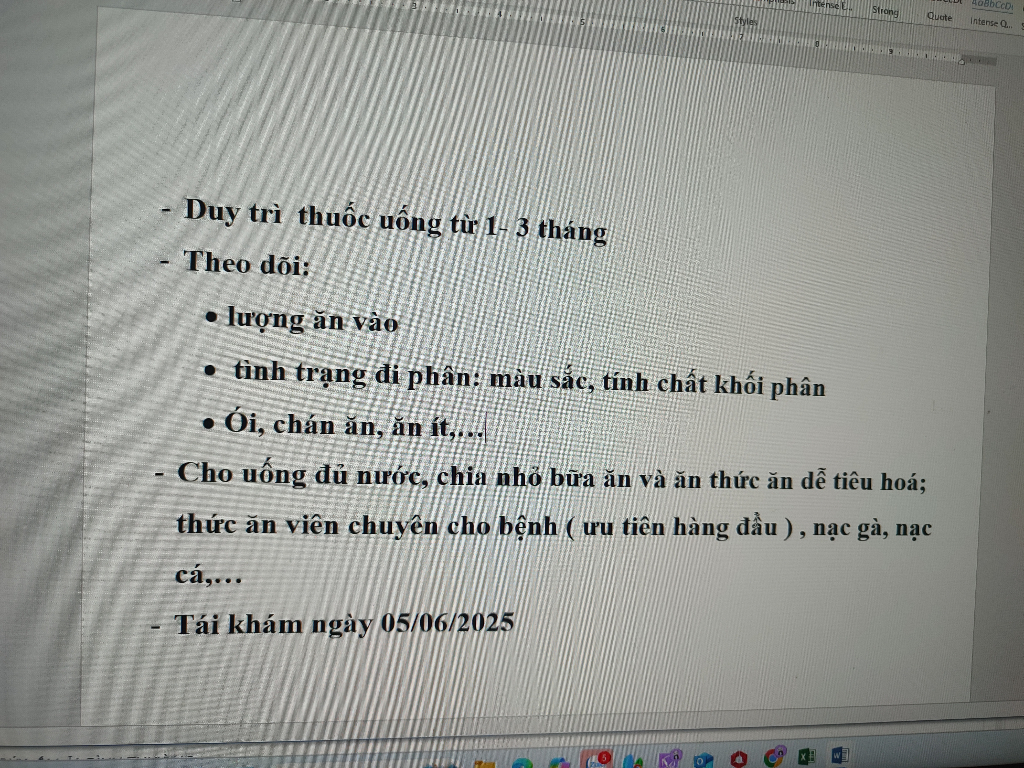 Intense E...
Strong
Quote
Intense Q...
Styles
- Duy trì thuốc uống từ 1- 3 tháng
- Theo dõi:
• lượng ăn vào
• tình trạng đi phân: màu sắc, tính chất khối phân
• Ói, chán ăn, ăn ít,...
- Cho uống đủ nước, chia nhỏ bữa ăn và ăn thức ăn dễ tiêu hoá;
thức ăn viên chuyên cho bệnh ( ưu tiên hàng đầu ) , nạc gà, nạc
cá,...
- Tái khám ngày 05/06/2025